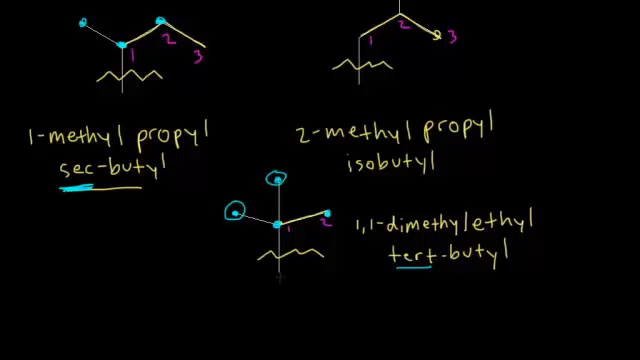 1 2 3
1 2 3
1-methyl propyl
sec-butyl
2-methyl propyl
isobutyl
1 2
1,1-dimethylethyl
tert-butyl